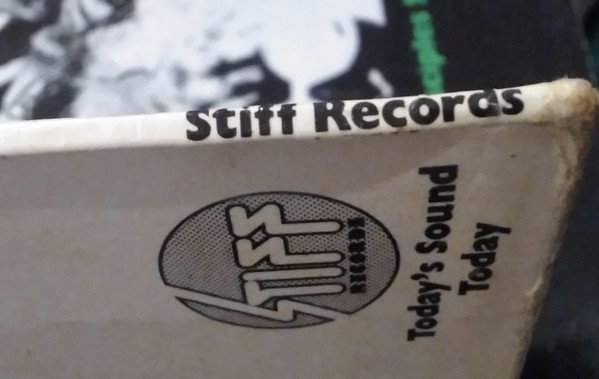 Stiff Records
STIFF
RECORDS
Today's Sound
Today